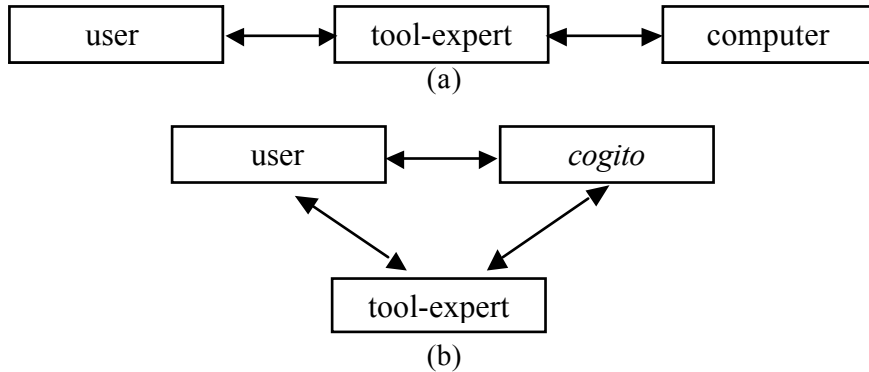 user tool-expert computer
(a)
user cogito
tool-expert
(b)